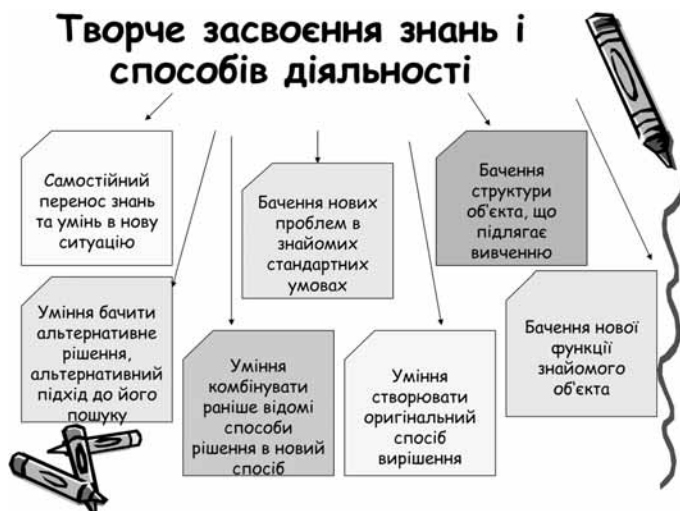 Творче засвоєння знань і
способів діяльності
Самостійний
перенос знань
та умінь в нову
ситуацію
Бачення нових
проблем в
знайомих
стандартних
умовах
Бачення
структури
об'єкта, що
підлягає
вивченню
Уміння бачити
альтернативне
рішення,
альтернативний
підхід до його
пошуку
Уміння
комбінувати
раніше відомі
способи
рішення в новий
спосіб
Уміння
створювати
оригінальний
спосіб
вирішення
Бачення нової
функції
знайомого
об'єкта